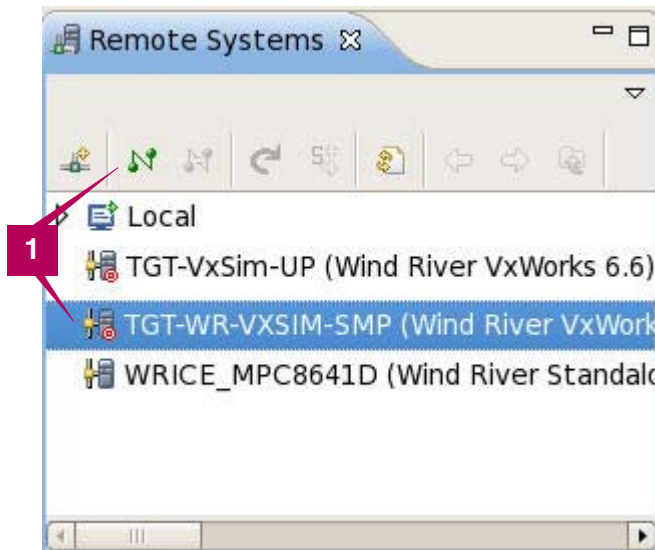 Remote Systems
1
Local
TGT-VxSim-UP (Wind River VxWorks 6.6)
TGT-WR-VXSIM-SMP (Wind River VxWork
WRICE_MPC8641D (Wind River Standalo